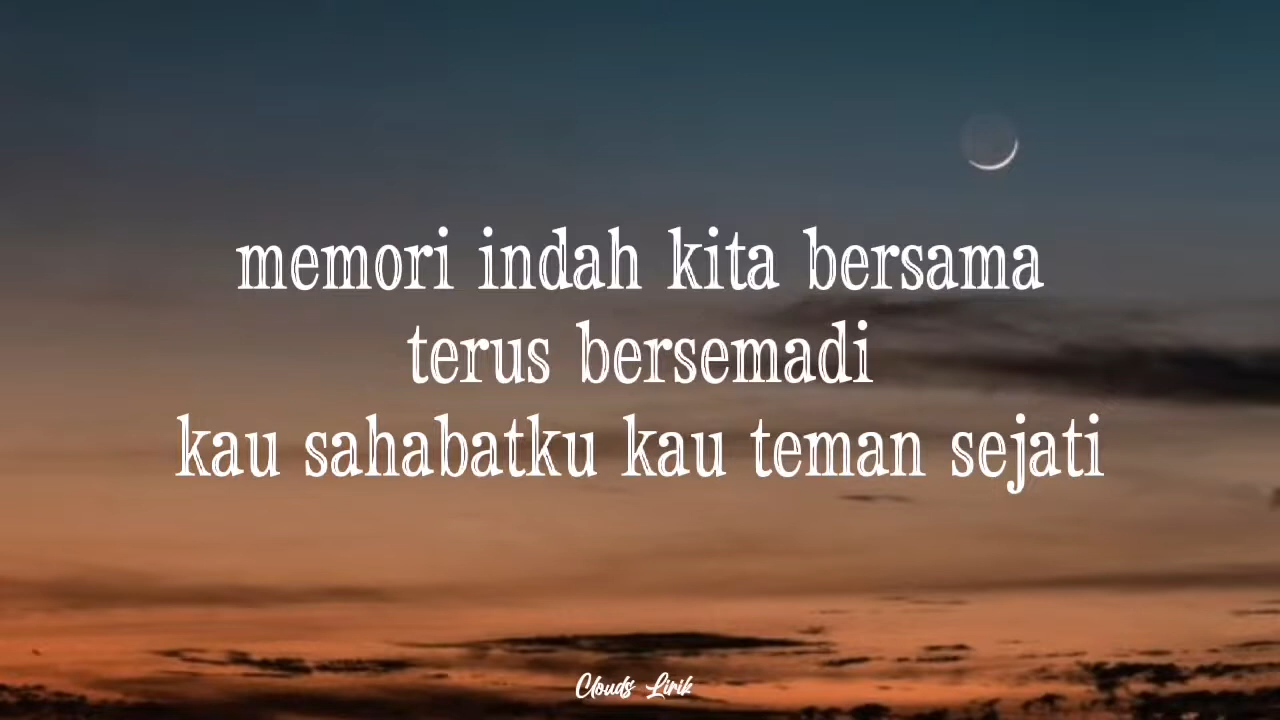 memori indah kita bersama
terus bersemadi
kau sahabatku kau teman sejati
Clouds Lirik